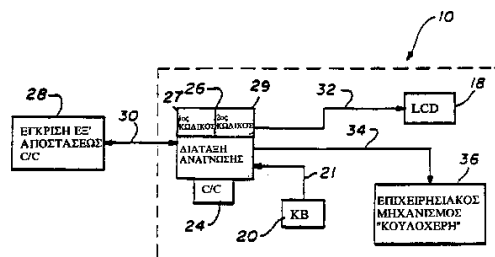 10
28
27
26
29
32
18
1ος ΚΩΔΙΚΟΣ
2ος ΚΩΔΙΚΟΣ
LCD
ΕΓΚΡΙΣΗ ΕΞ'
ΑΠΟΣΤΑΣΕΩΣ
C/C
30
ΔΙΑΤΑΞΗ
ΑΝΑΓΝΩΣΗΣ
34
36
C/C
21
24
20
KB
ΕΠΙΧΕΙΡΗΣΙΑΚΟΣ
ΜΗΧΑΝΙΣΜΟΣ
"ΚΟΥΛΟΧΕΡΗ"